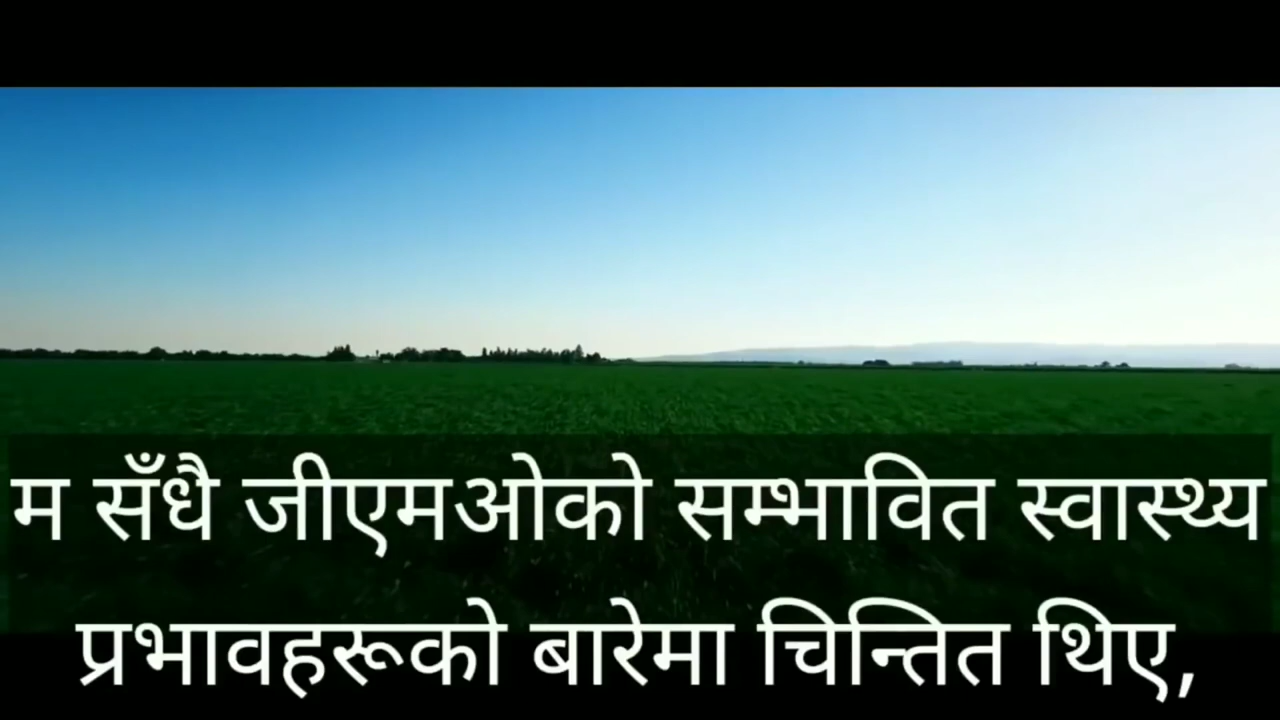 म सँधै जीएमओको सम्भावित स्वास्थ्य
प्रभावहरूको बारेमा चिन्तित थिए,